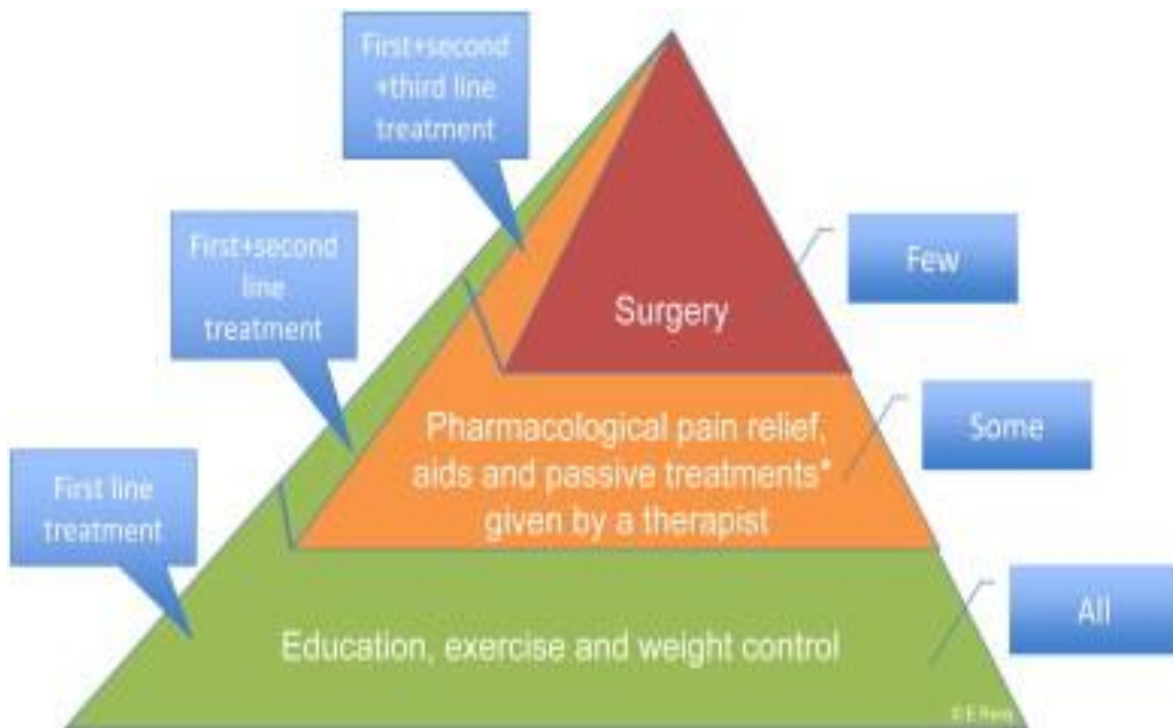 First+second
+third line
treatment
First+second
line
treatment
First line
treatment
Surgery
Pharmacological pain relief,
aids and passive treatments*
given by a therapist
Education, exercise and weight control
Few
Some
All